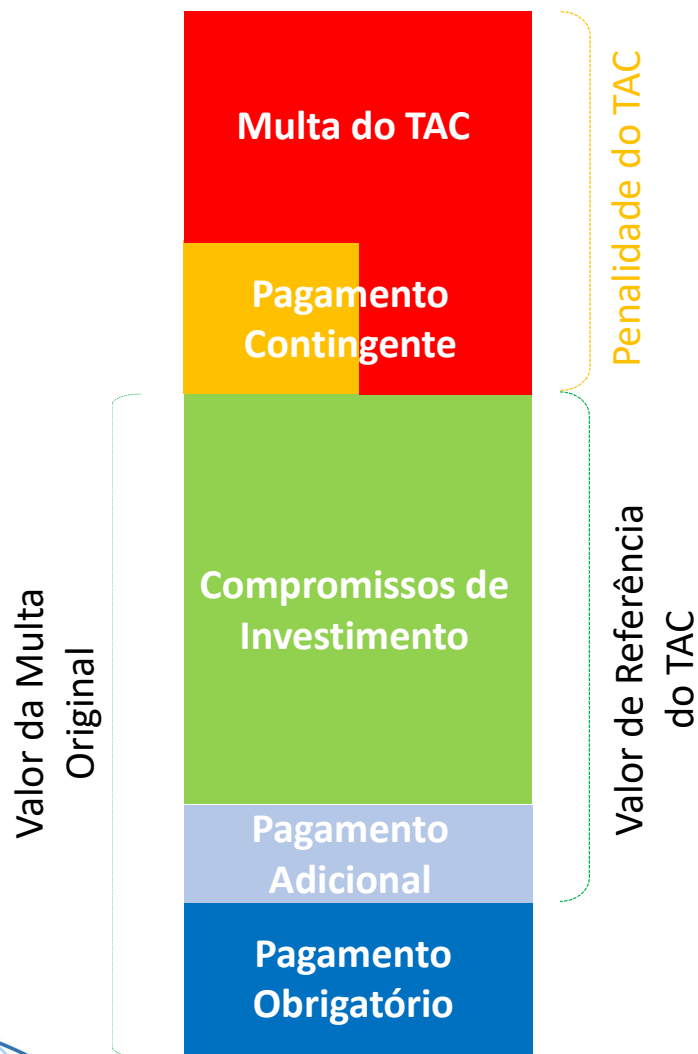 Multa do TAC
Pagamento
Contingente
Penalidade do TAC
Compromissos de
Investimento
Valor da Multa
Original
Valor de Referência
do TAC
Pagamento
Adicional
Pagamento
Obrigatório